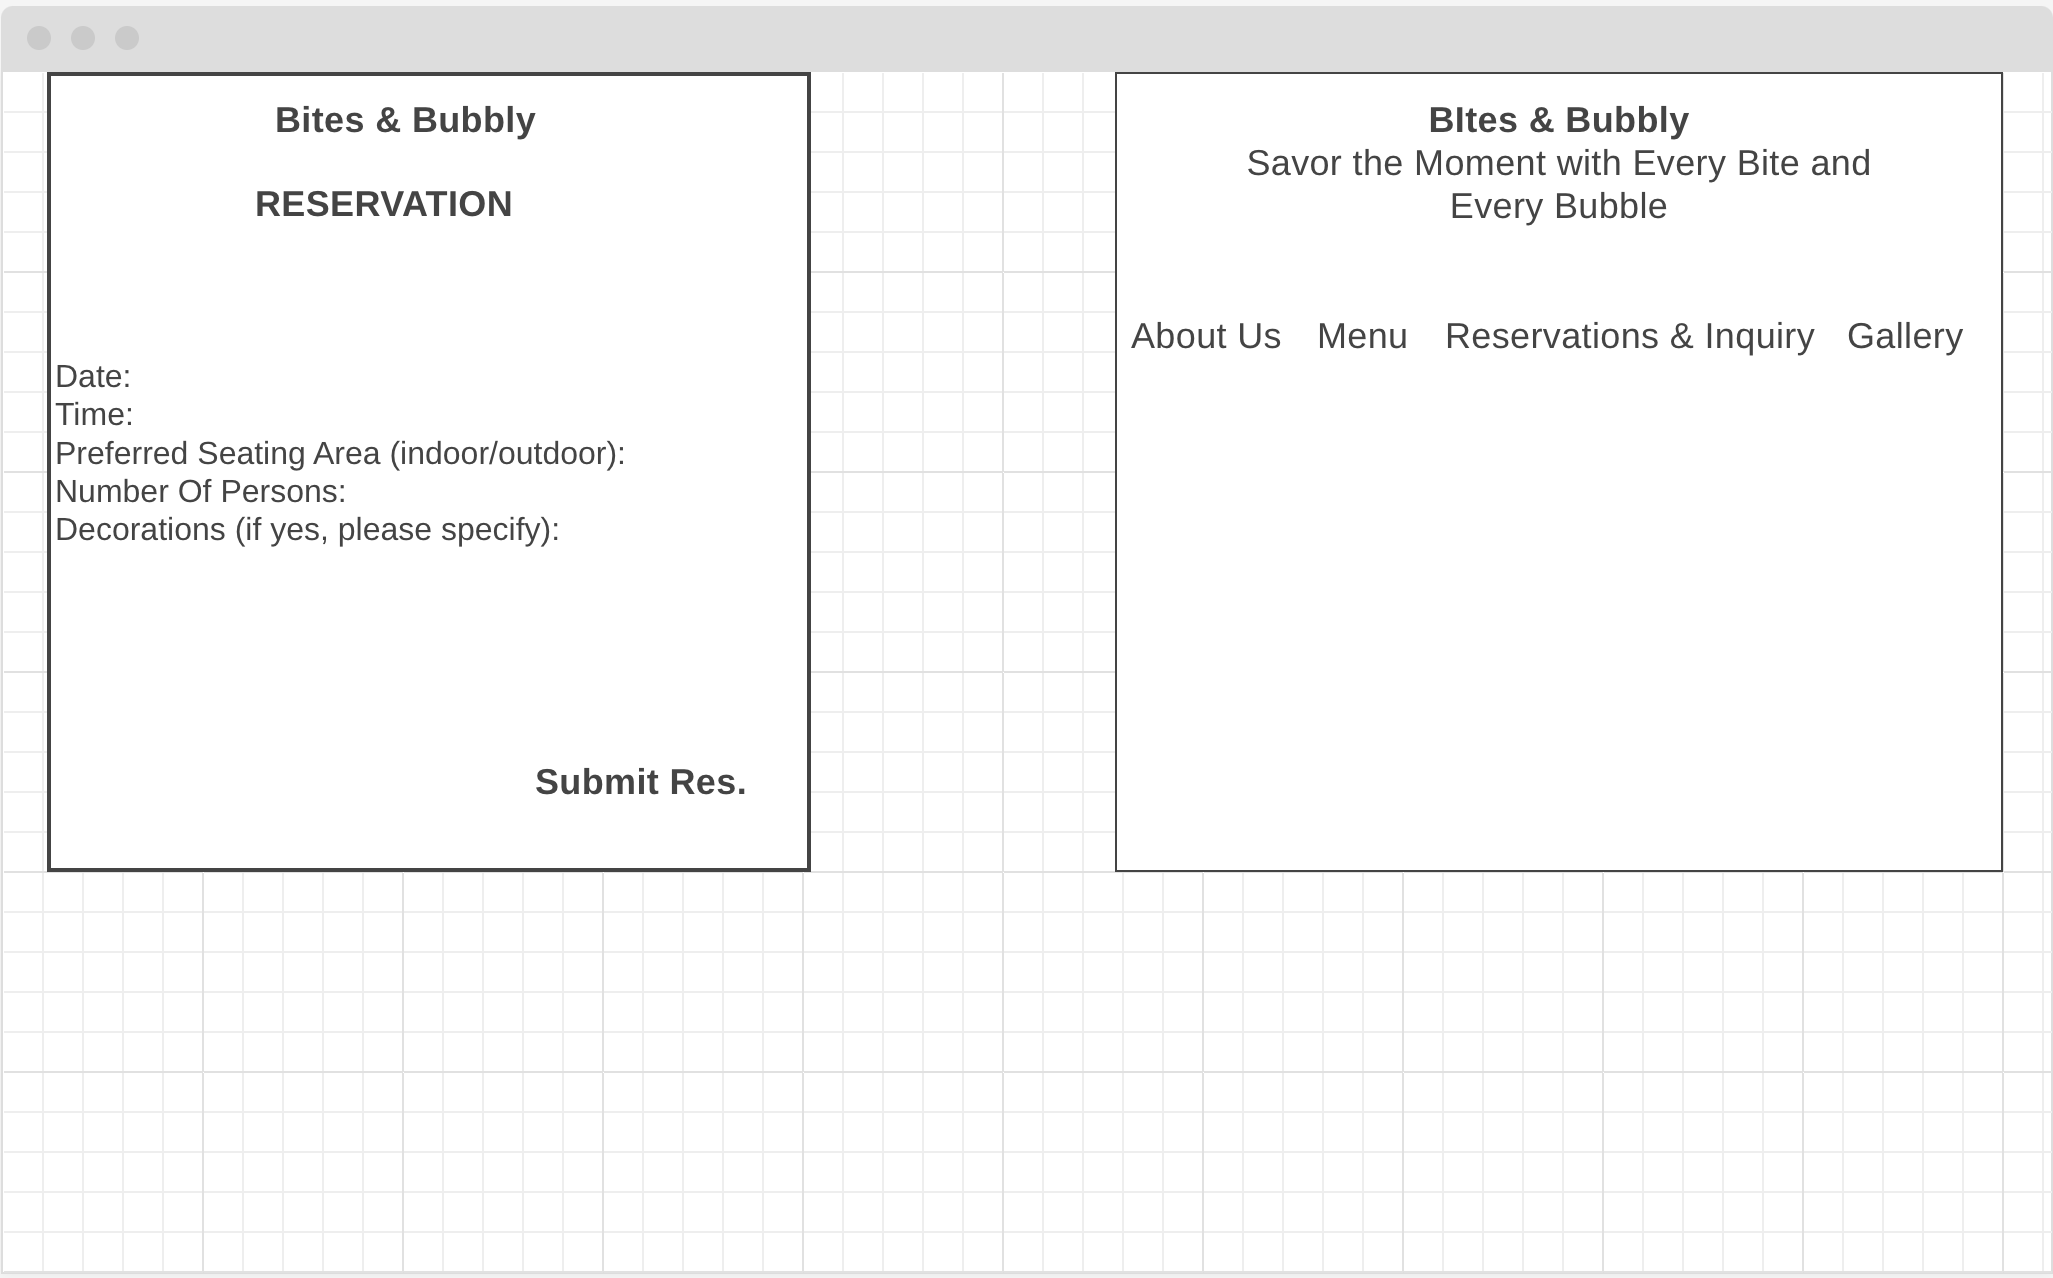 Bites & Bubbly
RESERVATION
Date:
Time:
Preferred Seating Area (indoor/outdoor):
Number Of Persons:
Decorations (if yes, please specify):
Submit Res.
BItes & Bubbly
Savor the Moment with Every Bite and
Every Bubble
About Us Menu Reservations & Inquiry Gallery